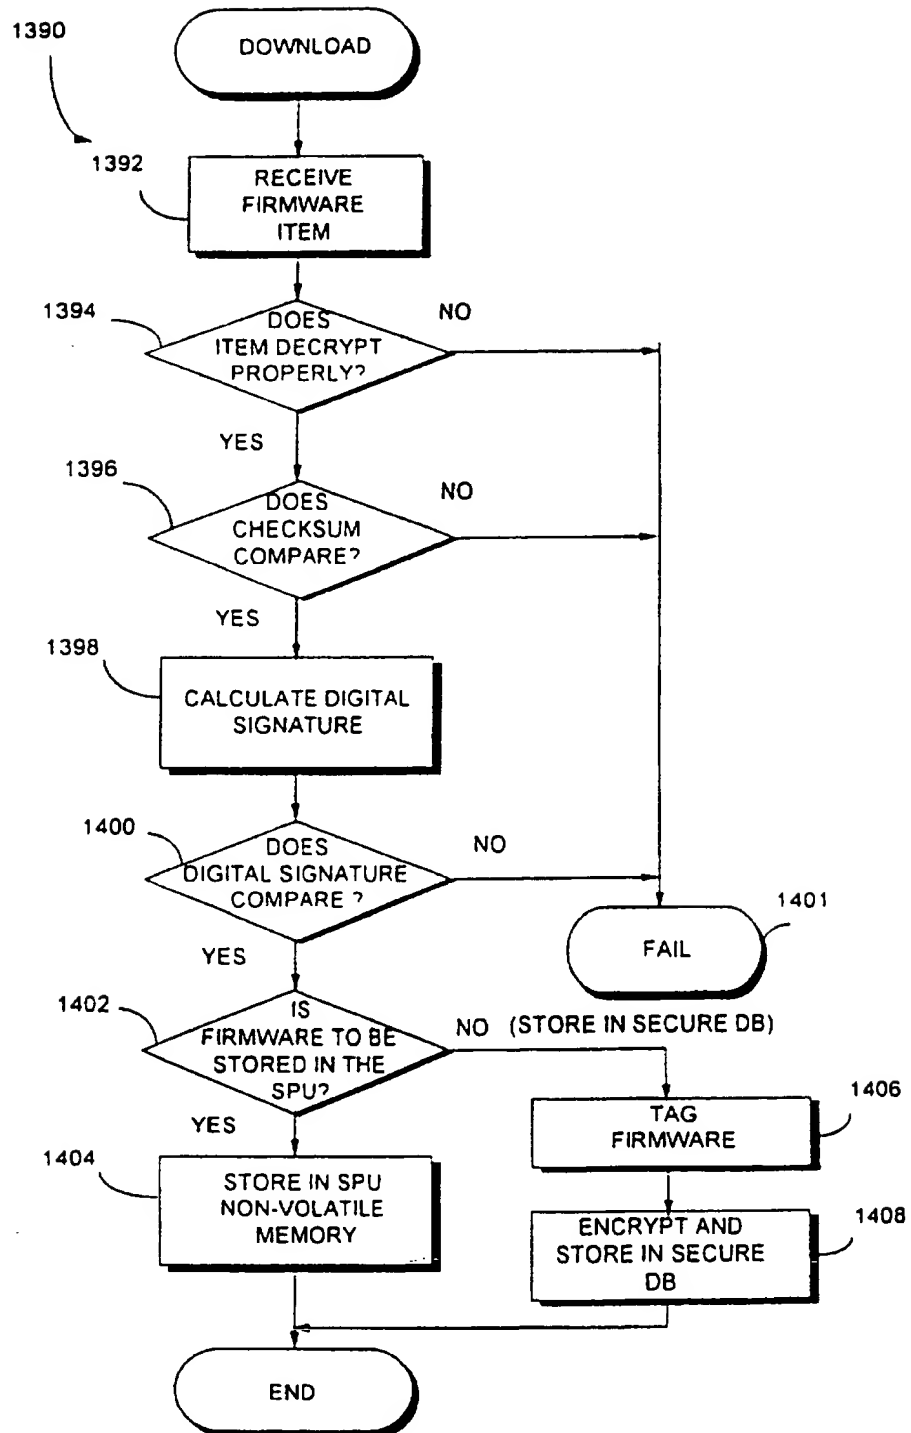 1390
DOWNLOAD
1392
RECEIVE
FIRMWARE
ITEM
1394
DOES
ITEM DECRYPT
PROPERLY?
NO
YES
1396
DOES
CHECKSUM
COMPARE?
NO
YES
1398
CALCULATE DIGITAL
SIGNATURE
1400
DOES
DIGITAL SIGNATURE
COMPARE ?
NO
YES
1401
FAIL
1402
IS
FIRMWARE TO BE
STORED IN THE
SPU?
NO (STORE IN SECURE DB)
YES
1404
STORE IN SPU
NON-VOLATILE
MEMORY
1406
TAG
FIRMWARE
1408
ENCRYPT AND
STORE IN SECURE
DB
END